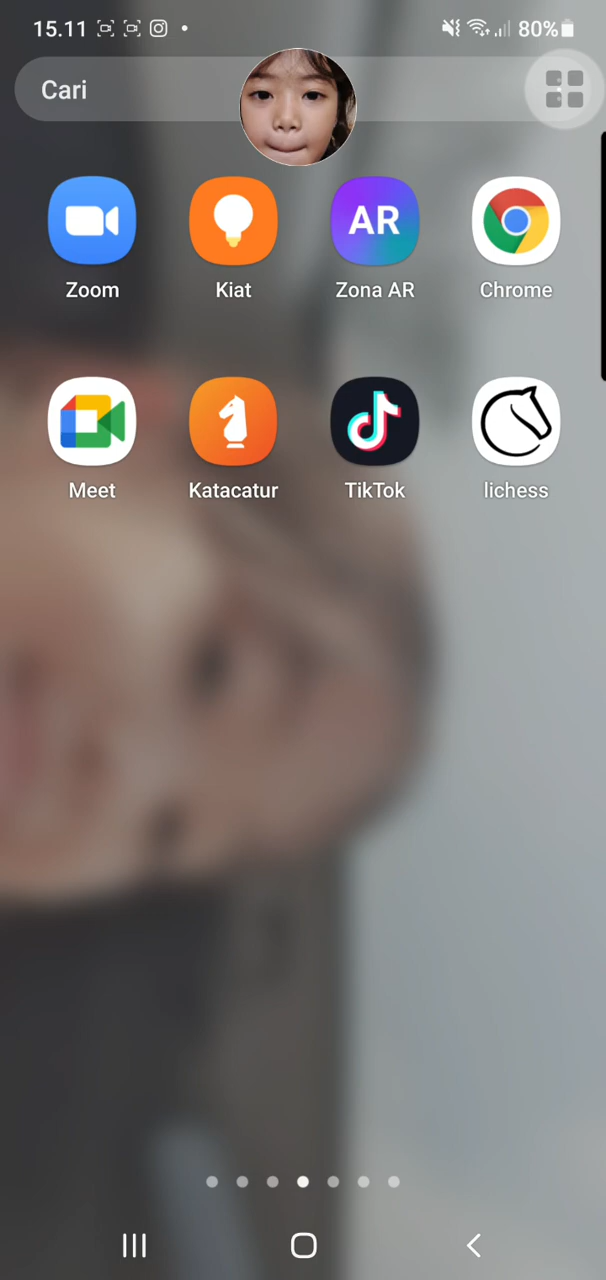 15.11 80%
Cari
Zoom Kiat Zona AR Chrome
AR
Meet Katacatur TikTok lichess